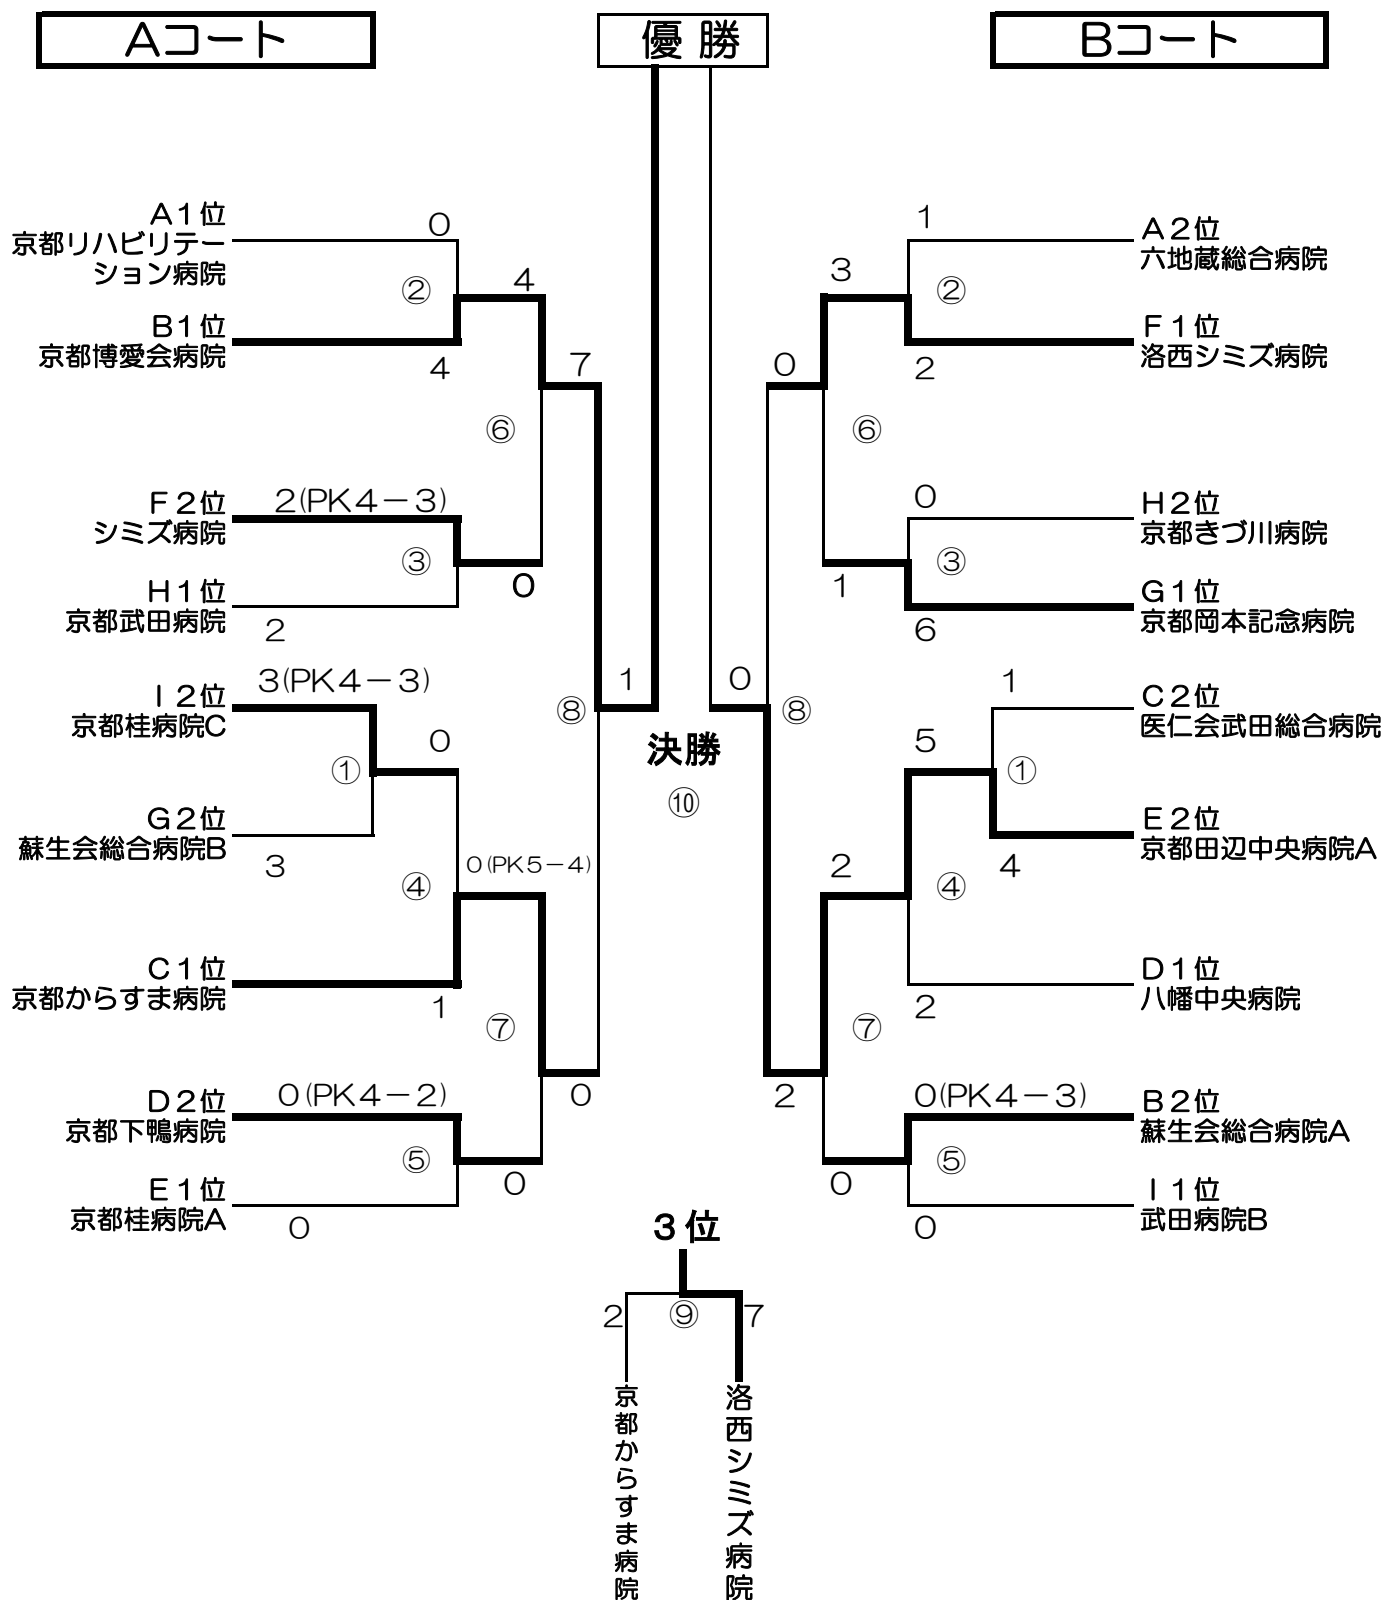 Aコート
優 勝
Bコート
A1位
京都リハビリテー
ション病院
0
②
4
B1位
京都博愛会病院
4
7
⑥
F2位
シミズ病院
2(PK4－3)
③
0
H1位
京都武田病院
2
I2位
京都桂病院C
3(PK4－3)
①
0
G2位
蘇生会総合病院B
3
④
0(PK5－4)
C1位
京都からすま病院
1
⑦
0
D2位
京都下鴨病院
0(PK4－2)
⑤
0
E1位
京都桂病院A
0
⑧
1
0
決勝
⑩
⑧
1
A2位
六地蔵総合病院
3
②
F1位
洛西シミズ病院
2
0
⑥
0
H2位
京都きづ川病院
③
1
G1位
京都岡本記念病院
6
1
C2位
医仁会武田総合病院
5
①
E2位
京都田辺中央病院A
4
2
④
D1位
八幡中央病院
2
⑦
2
0(PK4－3)
B2位
蘇生会総合病院A
⑤
0
I1位
武田病院B
0
3位
2
⑨
7
京都からすま病院
洛西シミズ病院